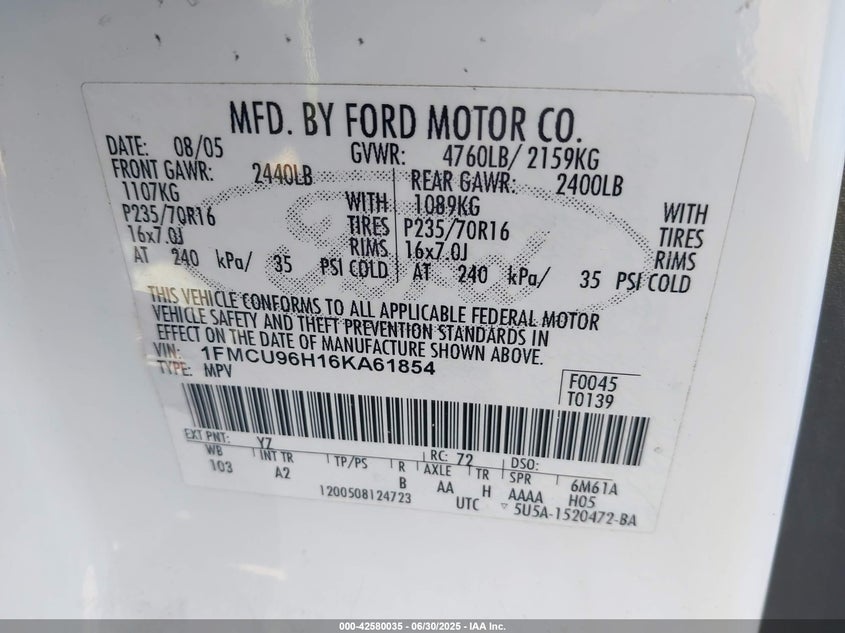 MFD. BY FORD MOTOR CO.
DATE: 08/05 GVWR: 4760LB/ 2159KG
FRONT GAWR: 2440LB REAR GAWR: 2400LB
1107KG WITH 1089KG WITH
P235/70R16 TIRES P235/70R16 TIRES
16x7.0J RIMS 16x7.0J RIMS
AT 240 kPa/ 35 PSI COLD AT 240 kPa/ 35 PSI COLD
THIS VEHICLE CONFORMS TO ALL APPLICABLE FEDERAL MOTOR
VEHICLE SAFETY AND THEFT PREVENTION STANDARDS IN
EFFECT ON THE DATE OF MANUFACTURE SHOWN ABOVE.
VIN: 1FMCU96H16KA61854
TYPE: MPV
F0045
T0139
EXT PNT: YZ RC: 72 DSO:
WB INT TR TP/PS R AXLE TR SPR 6M61A
103 A2 B AA H AAAA H05
1200508124723 UTC ▽ 5U5A-1520472-BA
Ford
000-42580035 - 06/30/2025 - IAA Inc.